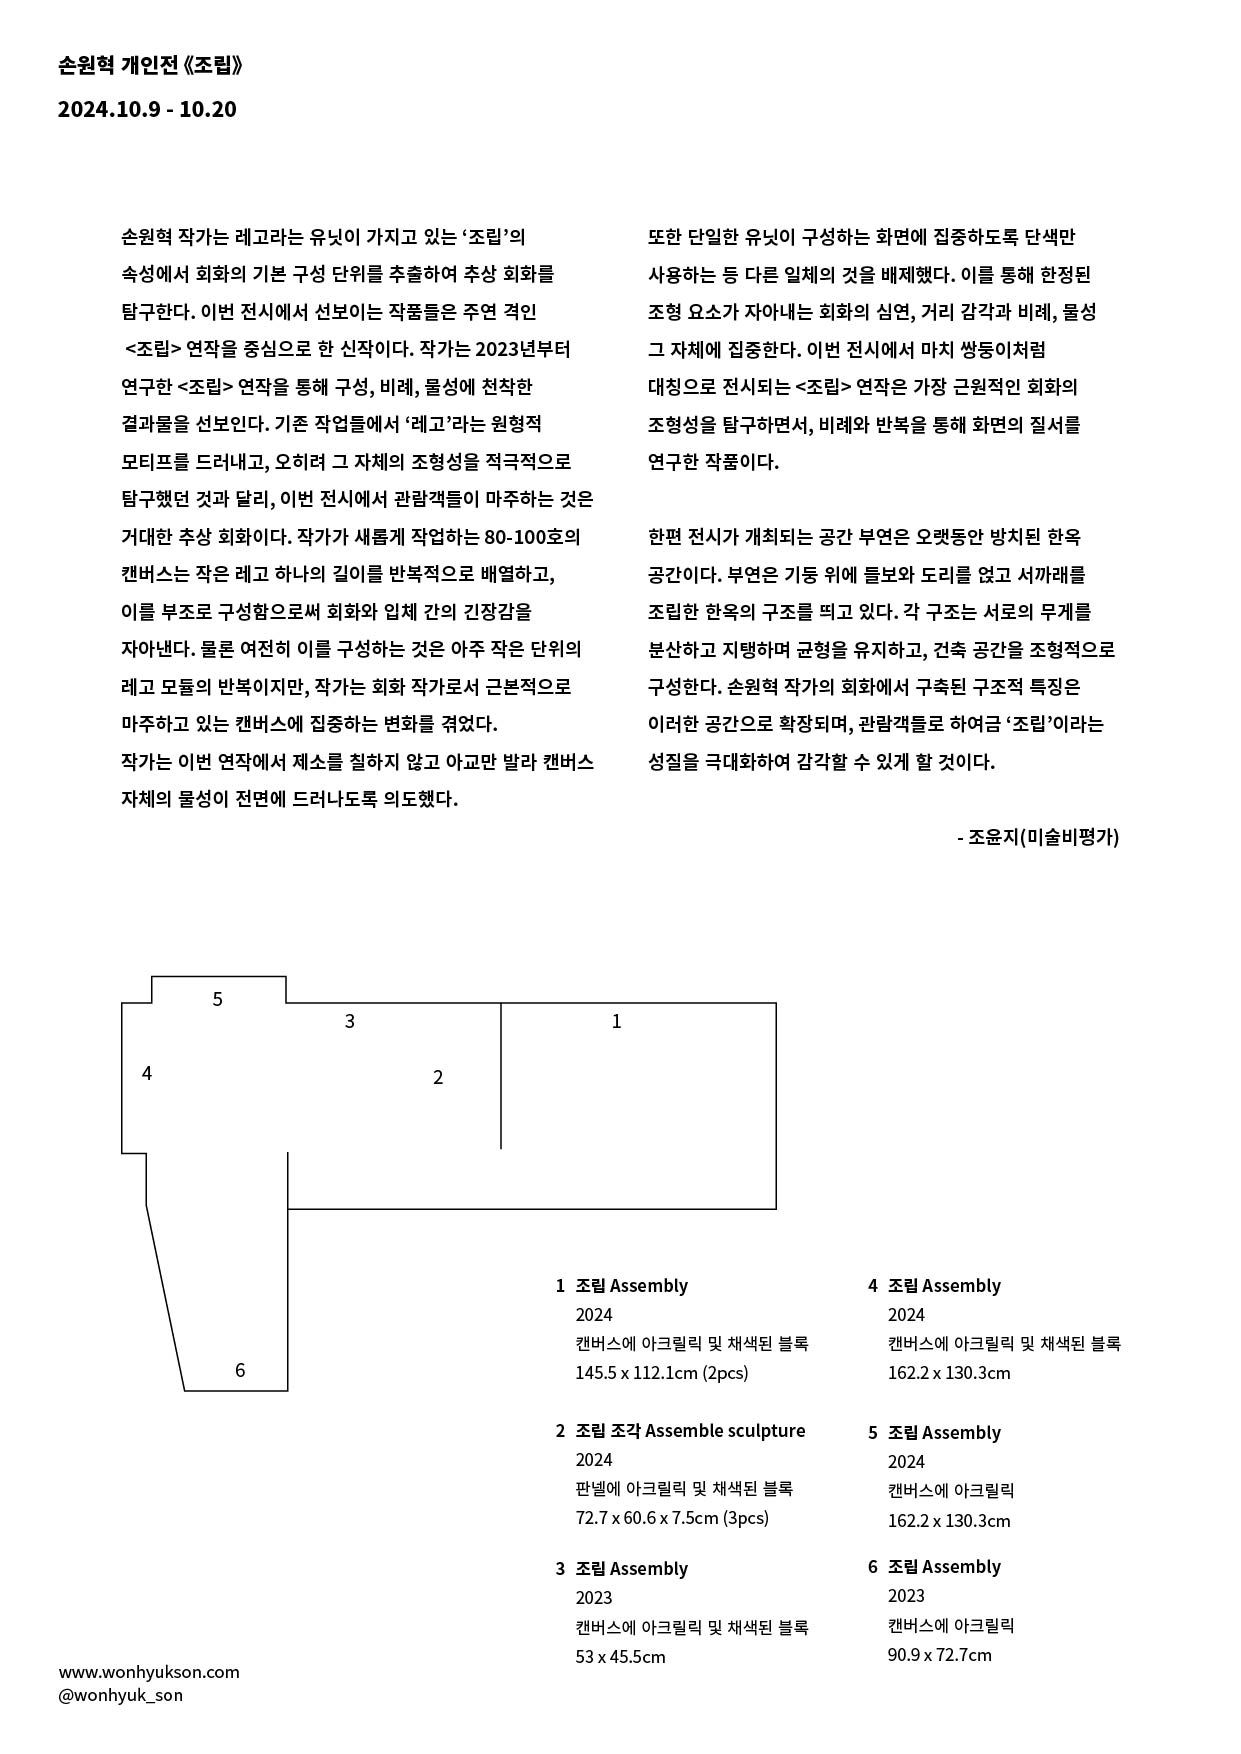 손원혁 개인전 《조립》
2024.10.9 - 10.20
손원혁 작가는 레고라는 유닛이 가지고 있는 ‘조립’의
속성에서 회화의 기본 구성 단위를 추출하여 추상 회화를
탐구한다. 이번 전시에서 선보이는 작품들은 주연 격인
<조립> 연작을 중심으로 한 신작이다. 작가는 2023년부터
연구한 <조립> 연작을 통해 구성, 비례, 물성에 천착한
결과물을 선보인다. 기존 작업들에서 ‘레고’라는 원형적
모티프를 드러내고, 오히려 그 자체의 조형성을 적극적으로
탐구했던 것과 달리, 이번 전시에서 관람객들이 마주하는 것은
거대한 추상 회화이다. 작가가 새롭게 작업하는 80-100호의
캔버스는 작은 레고 하나의 길이를 반복적으로 배열하고,
이를 부조로 구성함으로써 회화와 입체 간의 긴장감을
자아낸다. 물론 여전히 이를 구성하는 것은 아주 작은 단위의
레고 모듈의 반복이지만, 작가는 회화 작가로서 근본적으로
마주하고 있는 캔버스에 집중하는 변화를 겪었다.
작가는 이번 연작에서 제소를 칠하지 않고 아교만 발라 캔버스
자체의 물성이 전면에 드러나도록 의도했다.
또한 단일한 유닛이 구성하는 화면에 집중하도록 단색만
사용하는 등 다른 일체의 것을 배제했다. 이를 통해 한정된
조형 요소가 자아내는 회화의 심연, 거리 감각과 비례, 물성
그 자체에 집중한다. 이번 전시에서 마치 쌍둥이처럼
대칭으로 전시되는 <조립> 연작은 가장 근원적인 회화의
조형성을 탐구하면서, 비례와 반복을 통해 화면의 질서를
연구한 작품이다.
한편 전시가 개최되는 공간 부연은 오랫동안 방치된 한옥
공간이다. 부연은 기둥 위에 들보와 도리를 얹고 서까래를
조립한 한옥의 구조를 띄고 있다. 각 구조는 서로의 무게를
분산하고 지탱하며 균형을 유지하고, 건축 공간을 조형적으로
구성한다. 손원혁 작가의 회화에서 구축된 구조적 특징은
이러한 공간으로 확장되며, 관람객들로 하여금 ‘조립’이라는
성질을 극대화하여 감각할 수 있게 할 것이다.
- 조윤지(미술비평가)
5
3
1
4
2
6
1 조립 Assembly
2024
캔버스에 아크릴릭 및 채색된 블록
145.5 x 112.1cm (2pcs)
2 조립 조각 Assemble sculpture
2024
판넬에 아크릴릭 및 채색된 블록
72.7 x 60.6 x 7.5cm (3pcs)
3 조립 Assembly
2023
캔버스에 아크릴릭 및 채색된 블록
53 x 45.5cm
4 조립 Assembly
2024
캔버스에 아크릴릭 및 채색된 블록
162.2 x 130.3cm
5 조립 Assembly
2024
캔버스에 아크릴릭
162.2 x 130.3cm
6 조립 Assembly
2023
캔버스에 아크릴릭
90.9 x 72.7cm
www.wonhyukson.com
@wonhyuk_son